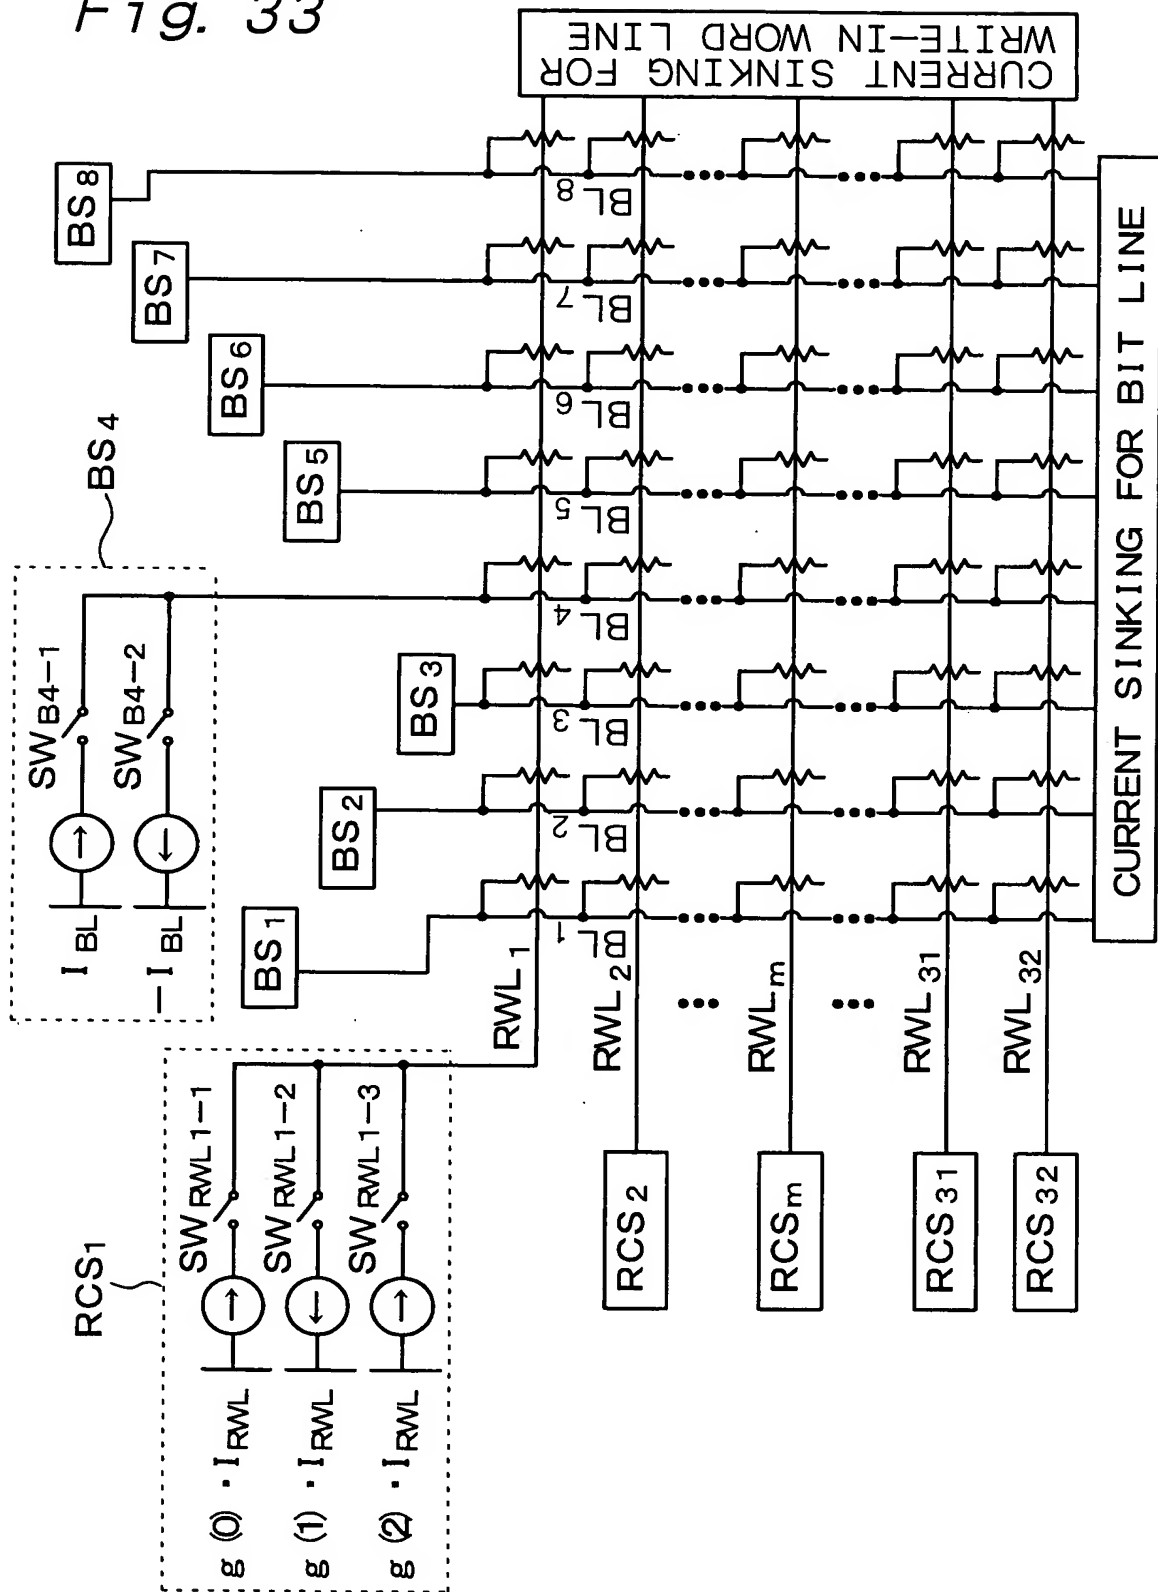 Fig. 33
CURRENT SINKING FOR
WRITE-IN WORD LINE
BS8
BS7
BS6
BS5
BS4
SWB4-1
SWB4-2
IBL
-IBL
BS3
BS2
BS1
RCS1
SWRWL1-1
SWRWL1-2
SWRWL1-3
g (0) · IRWL
g (1) · IRWL
g (2) · IRWL
BL8
BL7
BL6
BL5
BL4
BL3
BL2
BL1
RWL1
RWL2
RWLm
RWL31
RWL32
RCS2
RCSm
RCS31
RCS32
CURRENT SINKING FOR BIT LINE